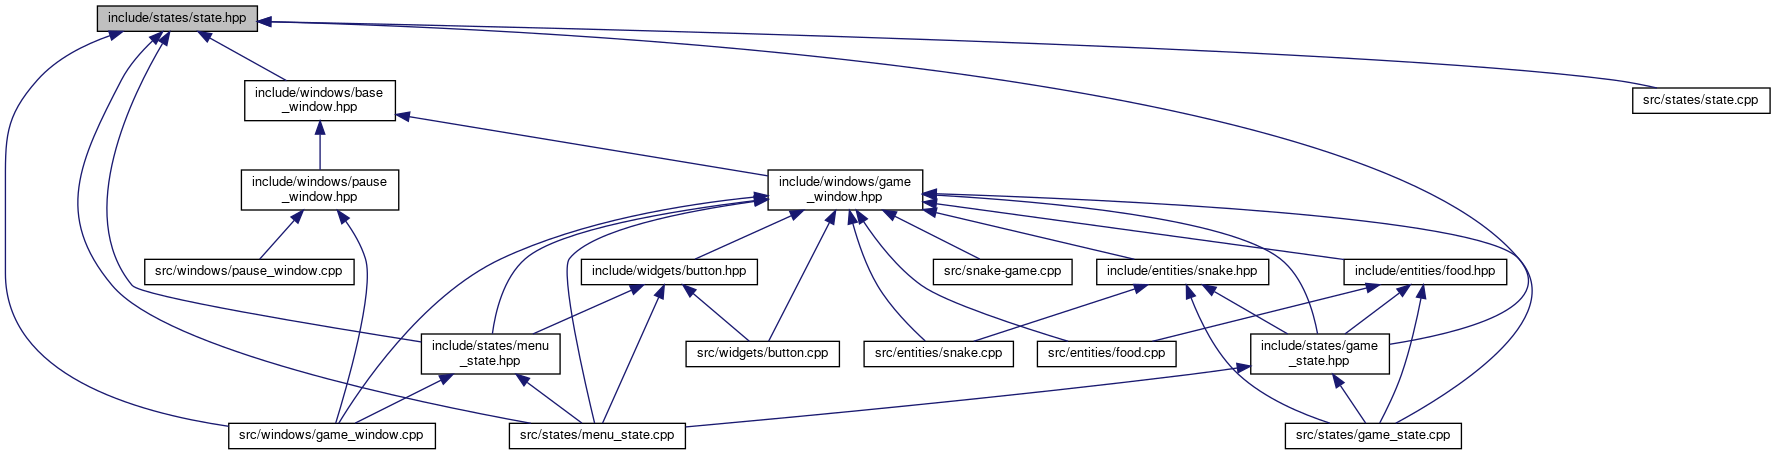 include/states/state.hpp
include/windows/base
_window.hpp
src/states/state.cpp
include/windows/pause
_window.hpp
include/windows/game
_window.hpp
src/windows/pause_window.cpp
include/widgets/button.hpp
src/snake-game.cpp
include/entities/snake.hpp
include/entities/food.hpp
include/states/menu
_state.hpp
src/widgets/button.cpp
src/entities/snake.cpp
src/entities/food.cpp
include/states/game
_state.hpp
src/windows/game_window.cpp
src/states/menu_state.cpp
src/states/game_state.cpp